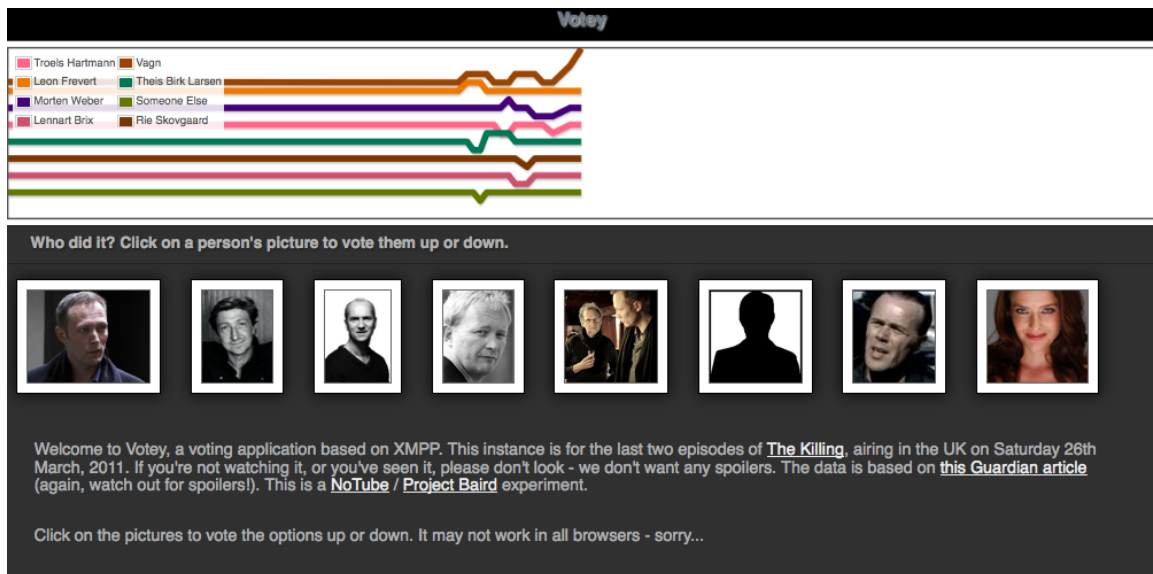 Votey
Troels Hartmann Vagn
Leon Frevert Theis Birk Larsen
Morten Weber Someone Else
Lennart Brix Rie Skovgaard
Who did it? Click on a person's picture to vote them up or down.
Welcome to Votey, a voting application based on XMPP. This instance is for the last two episodes of The Killing, airing in the UK on Saturday 26th
March, 2011. If you're not watching it, or you've seen it, please don't look - we don't want any spoilers. The data is based on this Guardian article
(again, watch out for spoilers!). This is a NoTube / Project Baird experiment.
Click on the pictures to vote the options up or down. It may not work in all browsers - sorry...